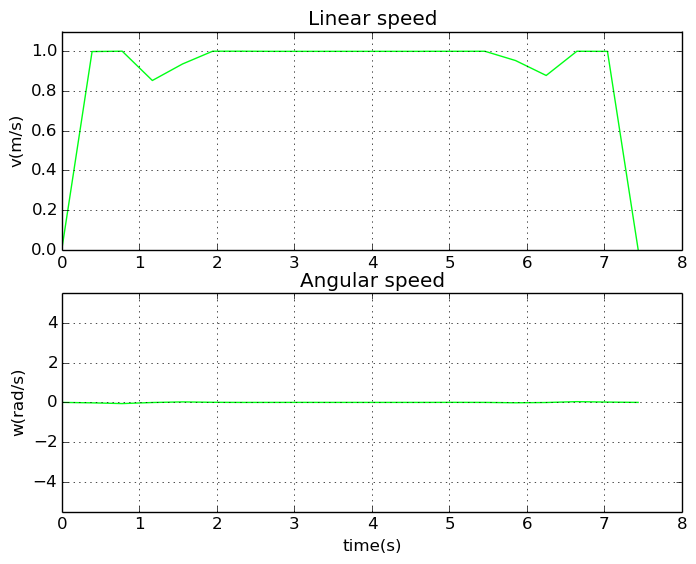 Linear speed
1.0
0.8
0.6
0.4
0.2
0.0
v(m/s)
0 1 2 3 4 5 6 7 8
Angular speed
4
2
0
−2
−4
w(rad/s)
0 1 2 3 4 5 6 7 8
time(s)